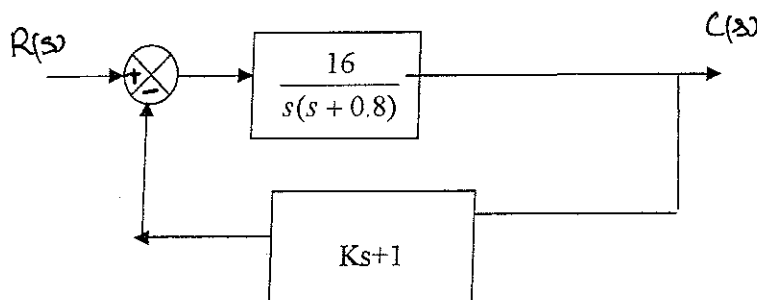 R(s)
C(s)
+
-
16
s(s + 0.8)
Ks+1